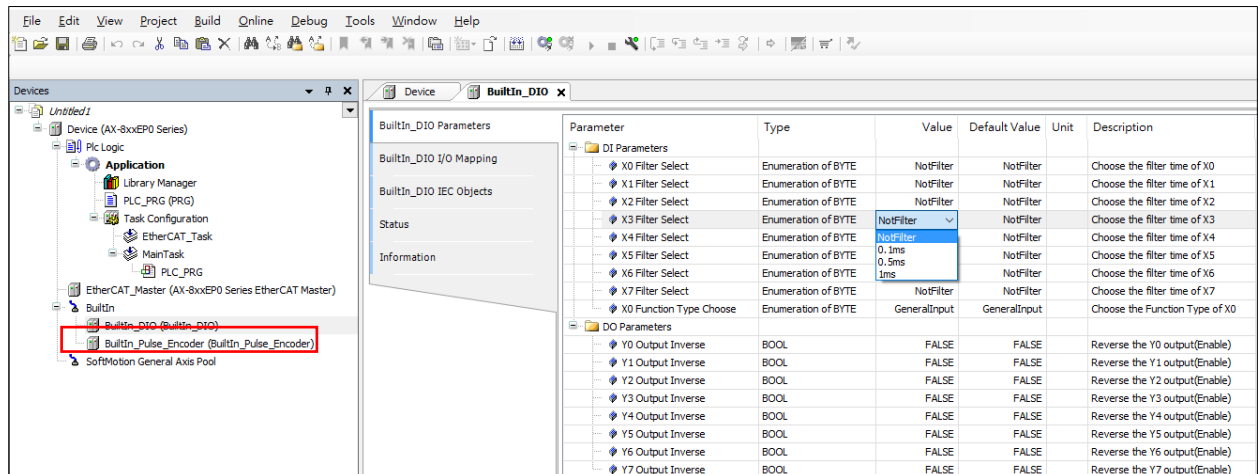 File Edit View Project Build Online Debug Tools Window Help
Devices
Untitled1
Device (AX-8xxEP0 Series)
Plc Logic
Application
Library Manager
PLC_PRG (PRG)
Task Configuration
EtherCAT_Task
MainTask
PLC_PRG
EtherCAT_Master (AX-8xxEP0 Series EtherCAT Master)
BuiltIn
BuiltIn_DIO (BuiltIn_DIO)
BuiltIn_Pulse_Encoder (BuiltIn_Pulse_Encoder)
SoftMotion General Axis Pool
Device BuiltIn_DIO
BuiltIn_DIO Parameters
BuiltIn_DIO I/O Mapping
BuiltIn_DIO IEC Objects
Status
Information
Parameter Type Value Default Value Unit Description
DI Parameters
X0 Filter Select Enumeration of BYTE NotFilter NotFilter Choose the filter time of X0
X1 Filter Select Enumeration of BYTE NotFilter NotFilter Choose the filter time of X1
X2 Filter Select Enumeration of BYTE NotFilter NotFilter Choose the filter time of X2
X3 Filter Select Enumeration of BYTE NotFilter NotFilter Choose the filter time of X3
X4 Filter Select Enumeration of BYTE NotFilter NotFilter Choose the filter time of X4
0.1ms
X5 Filter Select Enumeration of BYTE 0.5ms NotFilter Choose the filter time of X5
X6 Filter Select Enumeration of BYTE 1ms NotFilter Choose the filter time of X6
X7 Filter Select Enumeration of BYTE NotFilter NotFilter Choose the filter time of X7
X0 Function Type Choose Enumeration of BYTE GeneralInput GeneralInput Choose the Function Type of X0
DO Parameters
Y0 Output Inverse BOOL FALSE FALSE Reverse the Y0 output(Enable)
Y1 Output Inverse BOOL FALSE FALSE Reverse the Y1 output(Enable)
Y2 Output Inverse BOOL FALSE FALSE Reverse the Y2 output(Enable)
Y3 Output Inverse BOOL FALSE FALSE Reverse the Y3 output(Enable)
Y4 Output Inverse BOOL FALSE FALSE Reverse the Y4 output(Enable)
Y5 Output Inverse BOOL FALSE FALSE Reverse the Y5 output(Enable)
Y6 Output Inverse BOOL FALSE FALSE Reverse the Y6 output(Enable)
Y7 Output Inverse BOOL FALSE FALSE Reverse the Y7 output(Enable)